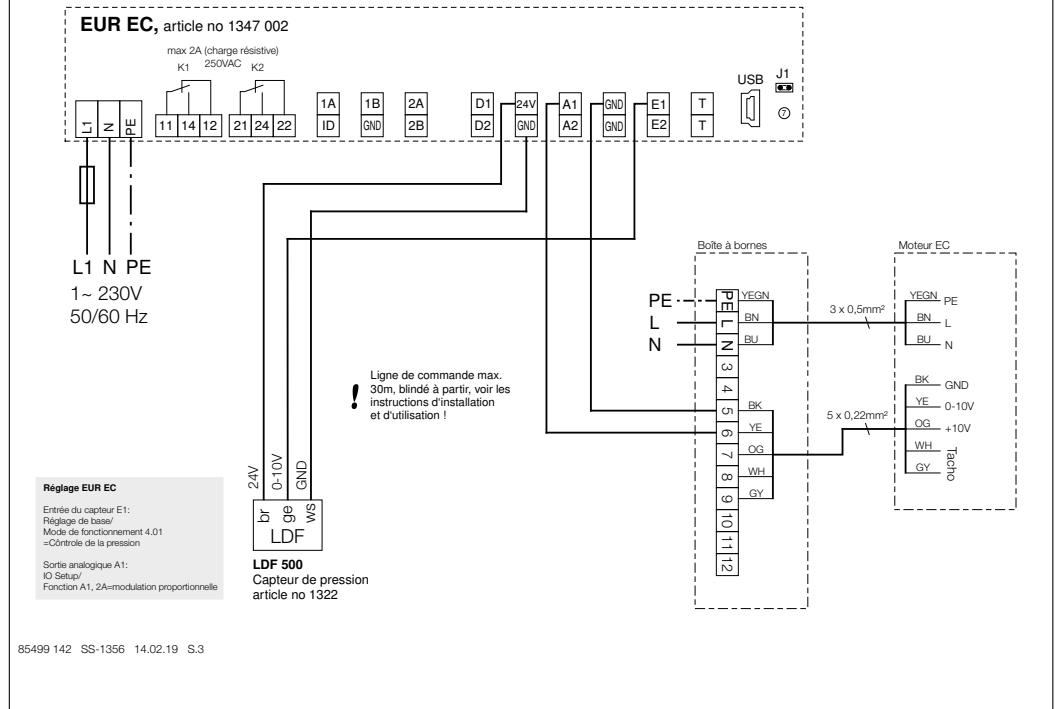 EUR EC, article no 1347 002
max 2A (charge résistive)
250VAC
K1 K2
USB J1
L1 N PE
11 14 12 21 24 22
1A 1B 2A D1 24V A1 GND E1 T
ID GND 2B D2 GND A2 GND E2 T
7
L1 N PE
1~ 230V
50/60 Hz
Boîte à bornes
Moteur EC
PE PE YEGN
L L BN
N N BU
3
4
5 BK
6 YE
7 OG
8 WH
9 GY
10
11
12
3 x 0,5mm²
5 x 0,22mm²
YEGN PE
BN L
BU N
BK GND
YE 0-10V
OG +10V
WH
GY
Tacho
! Ligne de commande max.
30m, blindé à partir, voir les
instructions d'installation
et d'utilisation !
24V 0-10V GND
br ge ws
LDF
LDF 500
Capteur de pression
article no 1322
Réglage EUR EC
Entrée du capteur E1:
Réglage de base/
Mode de fonctionnement 4.01
=Côntrole de la pression
Sortie analogique A1:
IO Setup/
Fonction A1, 2A=modulation proportionnelle
85499 142 SS-1356 14.02.19 S.3